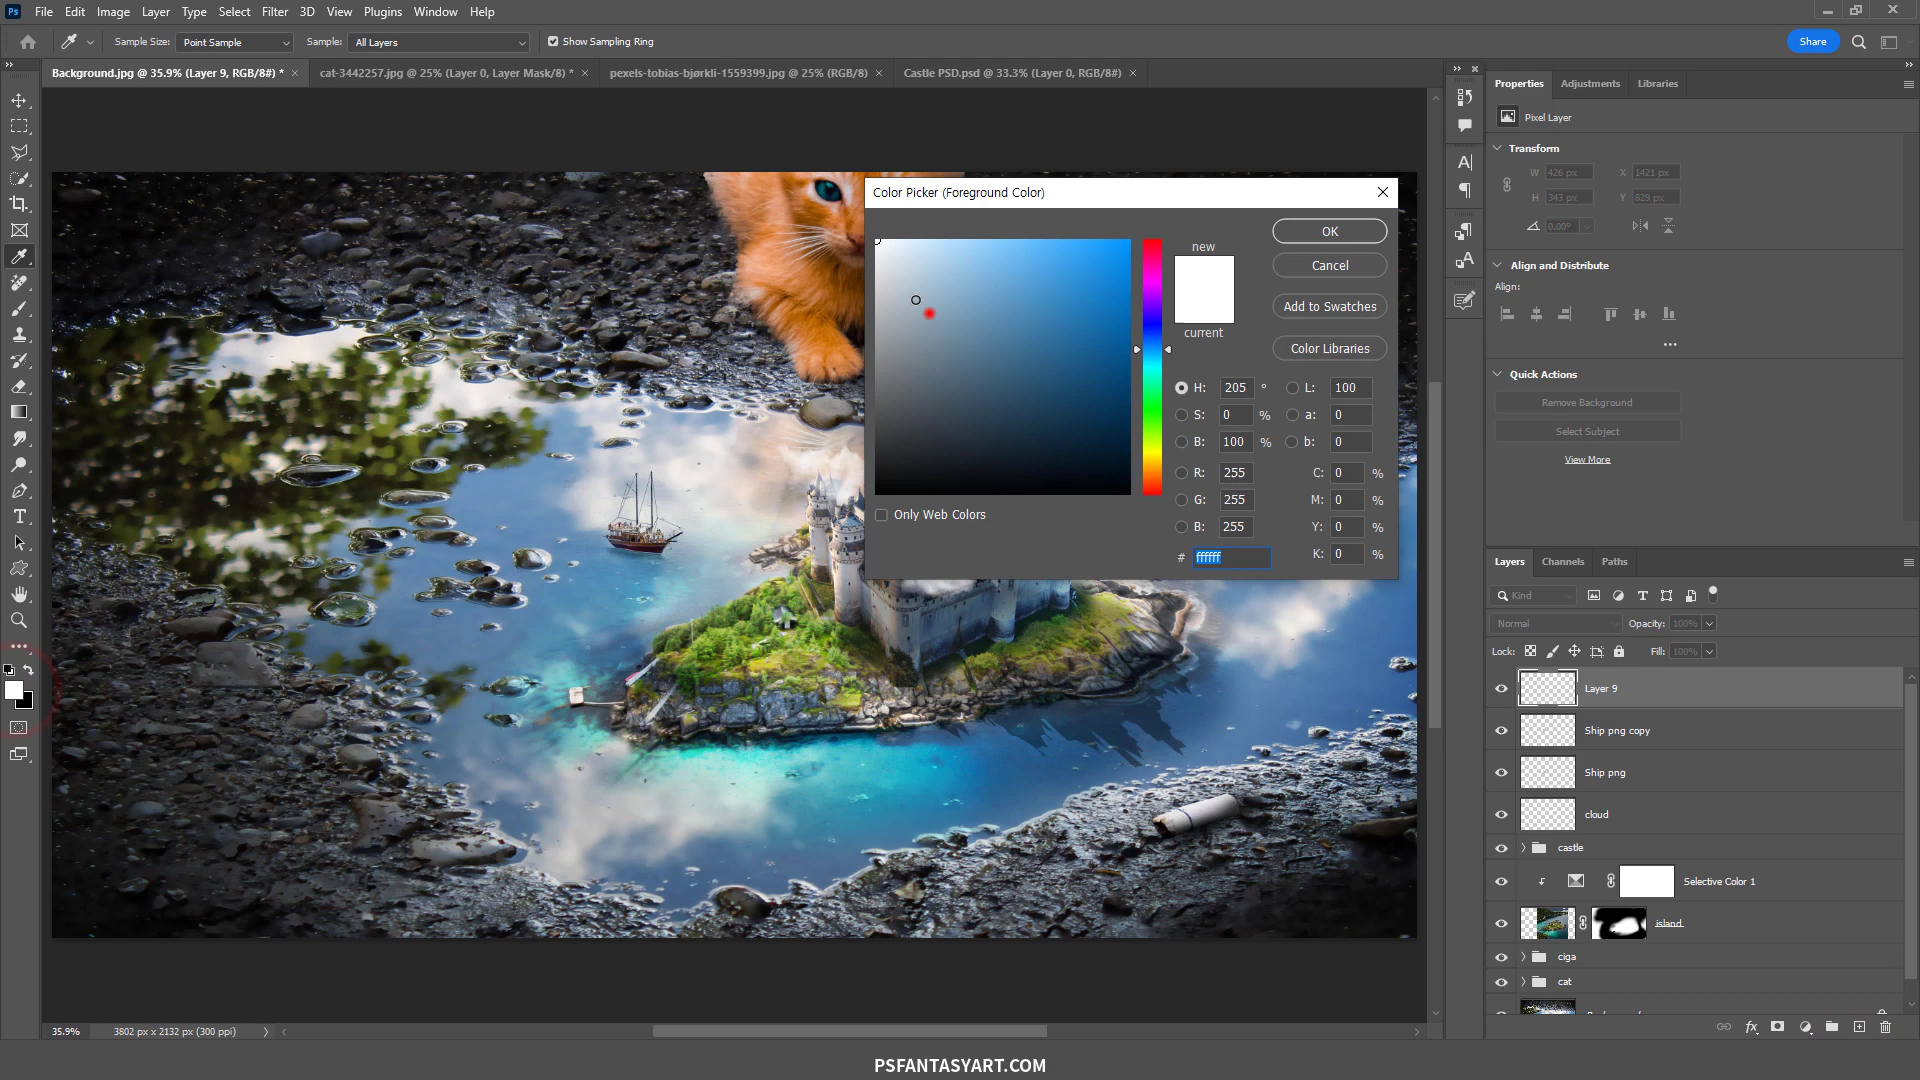 Ps File Edit Image Layer Type Select Filter 3D View Plugins Window Help
Sample Size: Point Sample Sample: All Layers Show Sampling Ring Share
Background.jpg @ 35.9% (Layer 9, RGB/8#) * cat-3442257.jpg @ 25% (Layer 0, Layer Mask/8) * pexels-tobias-bjørkli-1559399.jpg @ 25% (RGB/8) Castle PSD.psd @ 33.3% (Layer 0, RGB/8#)
Color Picker (Foreground Color)
new
current
OK
Cancel
Add to Swatches
Color Libraries
H: 205 ° L: 100
S: 0 % a: 0
B: 100 % b: 0
R: 255 C: 0 %
G: 255 M: 0 %
B: 255 Y: 0 %
# ffffff K: 0 %
Only Web Colors
Properties Adjustments Libraries
Pixel Layer
Transform
W 426 px X 1421 px
H 343 px Y 829 px
0.00°
Align and Distribute
Align:
Quick Actions
Remove Background
Select Subject
View More
Layers Channels Paths
Kind
Normal Opacity: 100%
Lock: Fill: 100%
Layer 9
Ship png copy
Ship png
cloud
castle
Selective Color 1
island
ciga
cat
35.9% 3802 px x 2132 px (300 ppi)
PSFANTASYART.COM